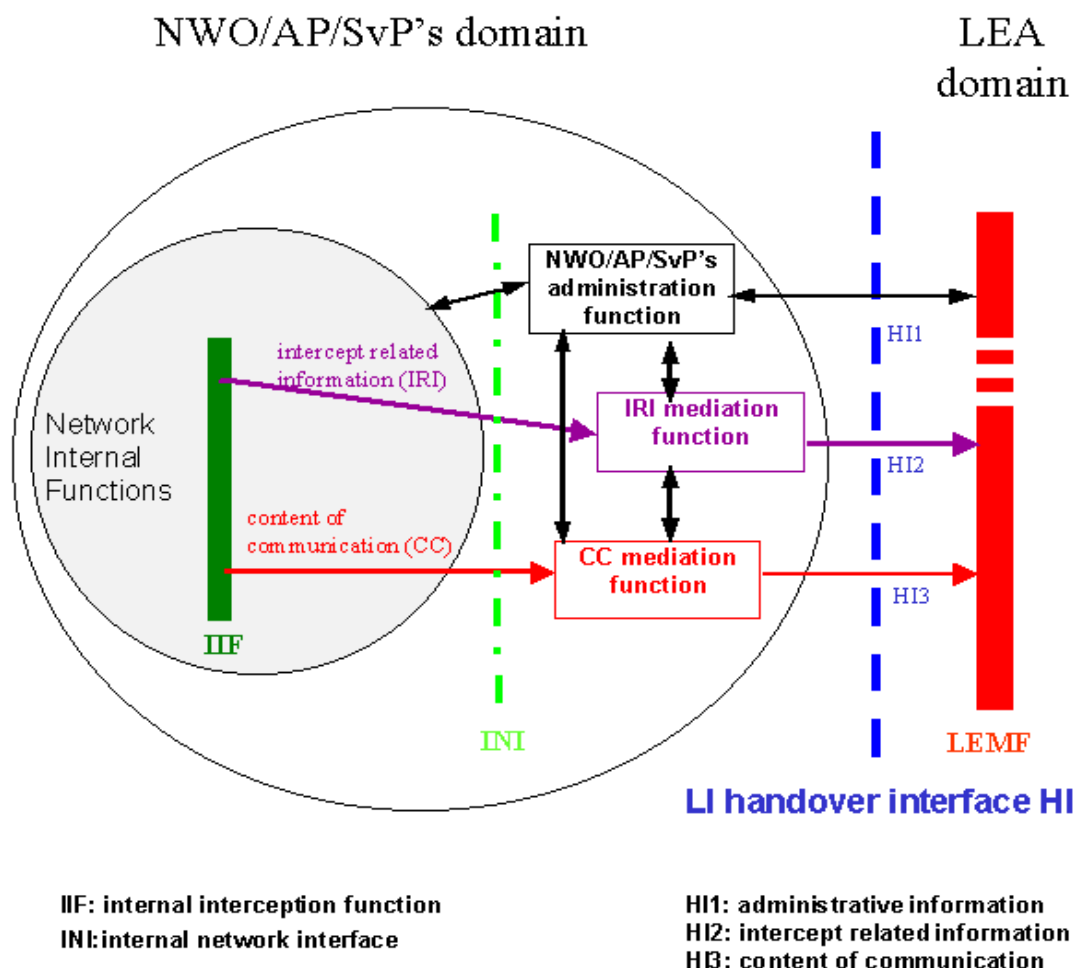 NWO/AP/SvP's domain
LEA
domain
NWO/AP/SvP's
administration
function
HI1
intercept related
information (IRI)
IRI mediation
function
HI2
Network
Internal
Functions
content of
communication (CC)
CC mediation
function
HI3
IIF
INI
LEMF
LI handover interface HI
IIF: internal interception function
INI:internal network interface
HI1: administrative information
HI2: intercept related information
HI3: content of communication